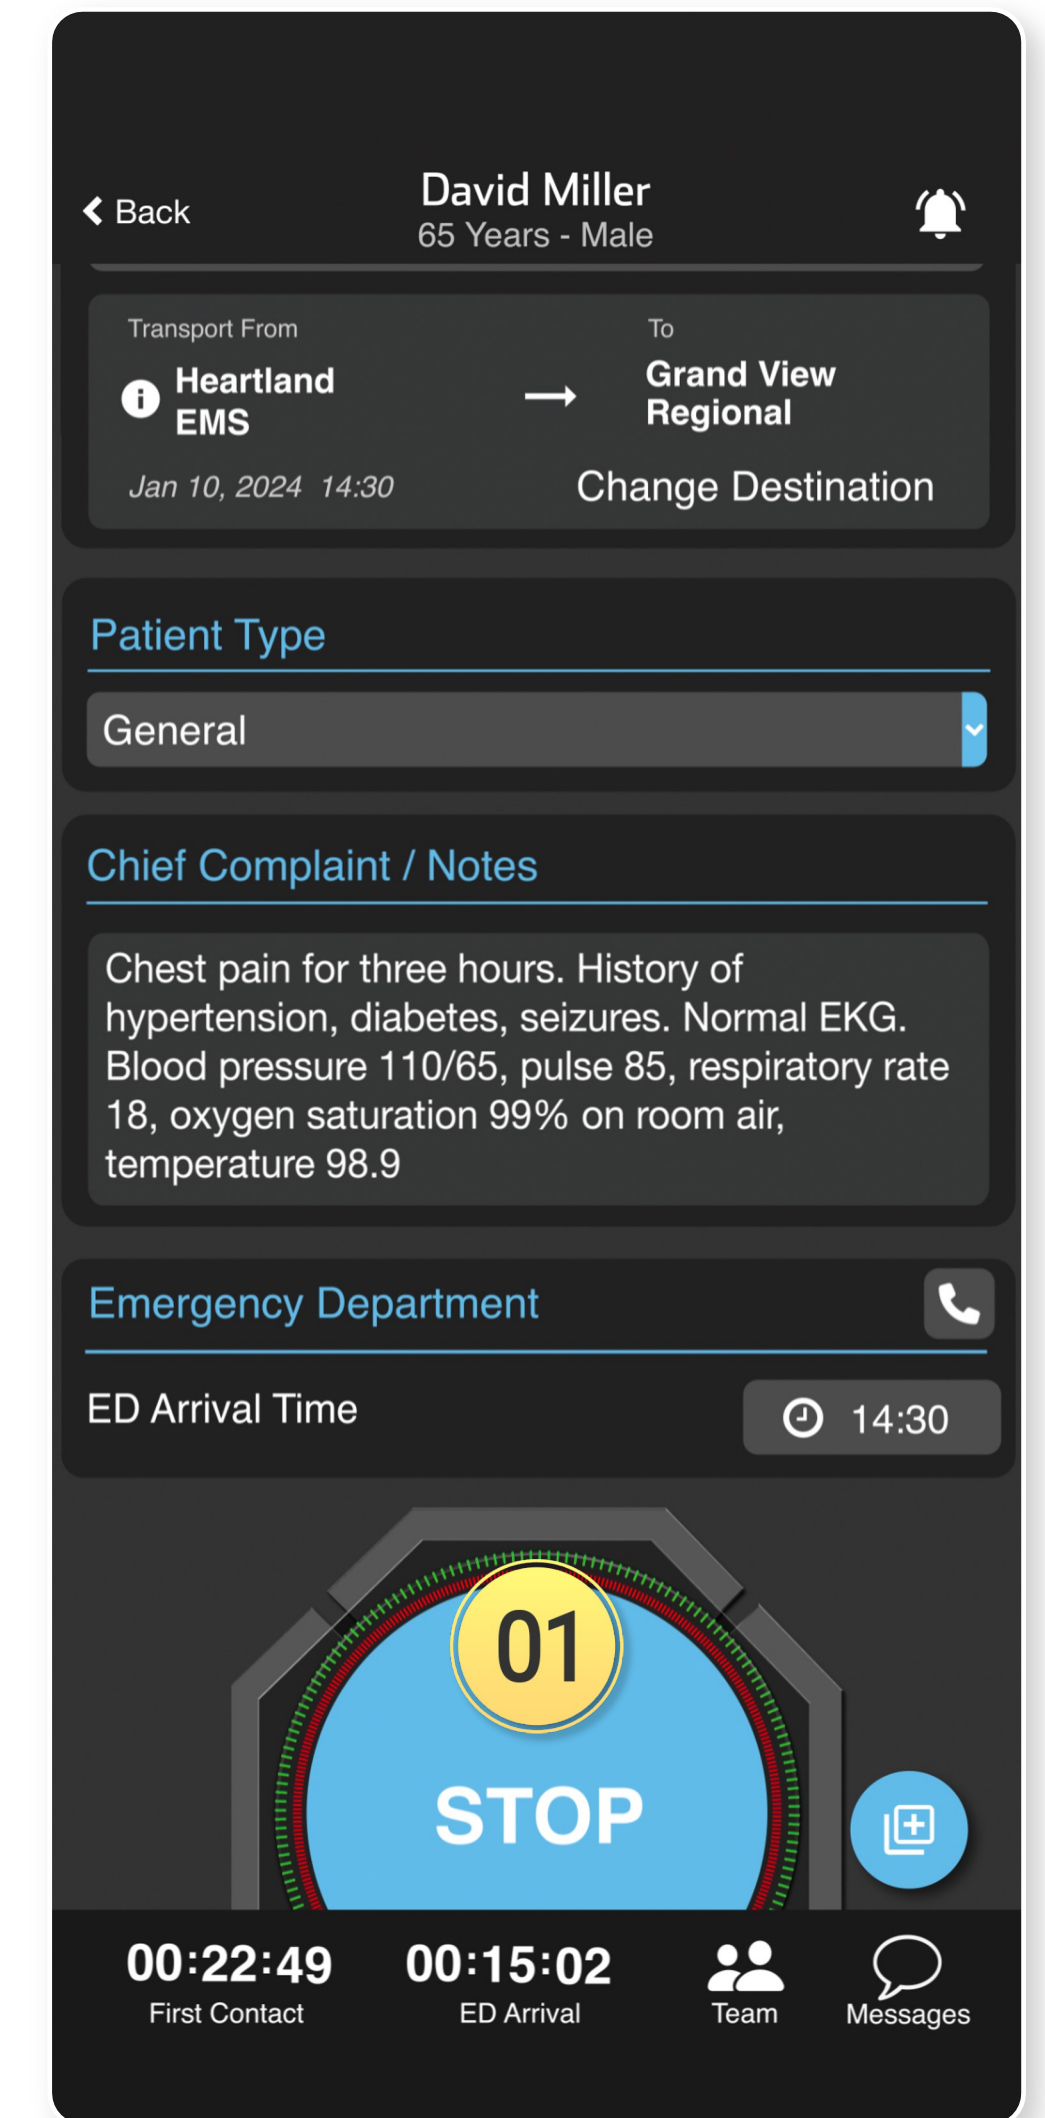 Back
David Miller
65 Years - Male
Transport From
To
Heartland
EMS
Grand View
Regional
Jan 10, 2024 14:30
Change Destination
Patient Type
General
Chief Complaint / Notes
Chest pain for three hours. History of
hypertension, diabetes, seizures. Normal EKG.
Blood pressure 110/65, pulse 85, respiratory rate
18, oxygen saturation 99% on room air,
temperature 98.9
Emergency Department
ED Arrival Time
14:30
01
STOP
00:22:49
First Contact
00:15:02
ED Arrival
Team
Messages